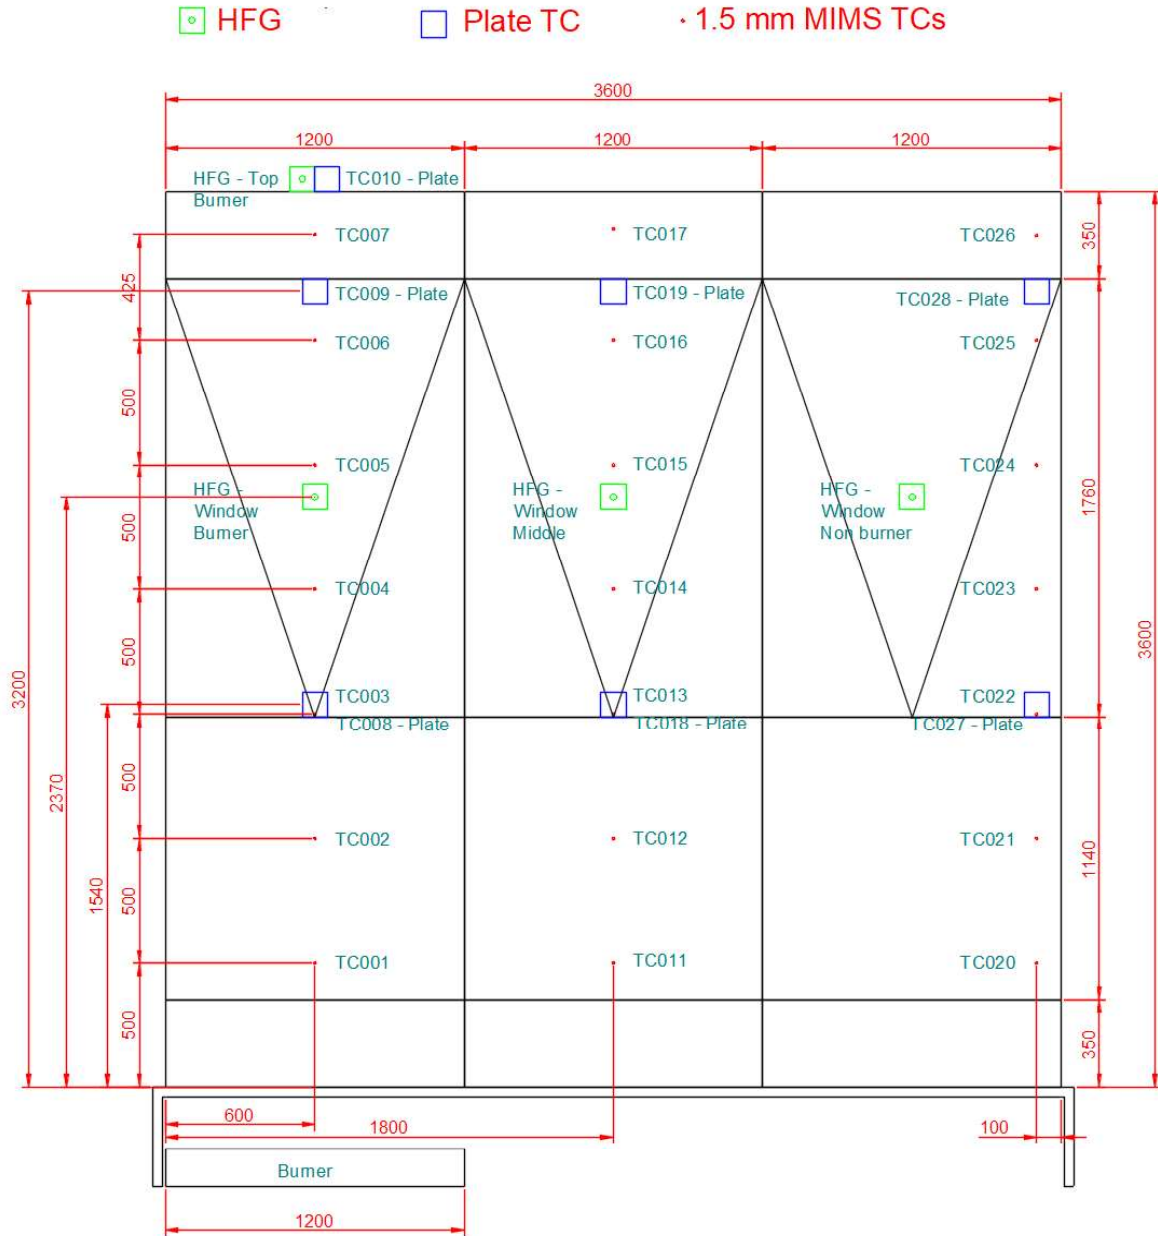 HFG
Plate TC
1.5 mm MIMS TCs
3600
1200
1200
1200
HFG - Top
Burner
TC010 - Plate
TC007
TC017
TC026
350
425
TC009 - Plate
TC019 - Plate
TC028 - Plate
TC006
TC016
TC025
500
TC005
TC015
TC024
HFG -
Window
Burner
HFG -
Window
Middle
HFG -
Window
Non burner
1760
500
TC004
TC014
TC023
3200
500
3600
TC003
TC013
TC022
TC008 - Plate
TC018 - Plate
TC027 - Plate
2370
500
TC002
TC012
TC021
1140
1540
500
TC001
TC011
TC020
500
350
600
1800
100
Burner
1200